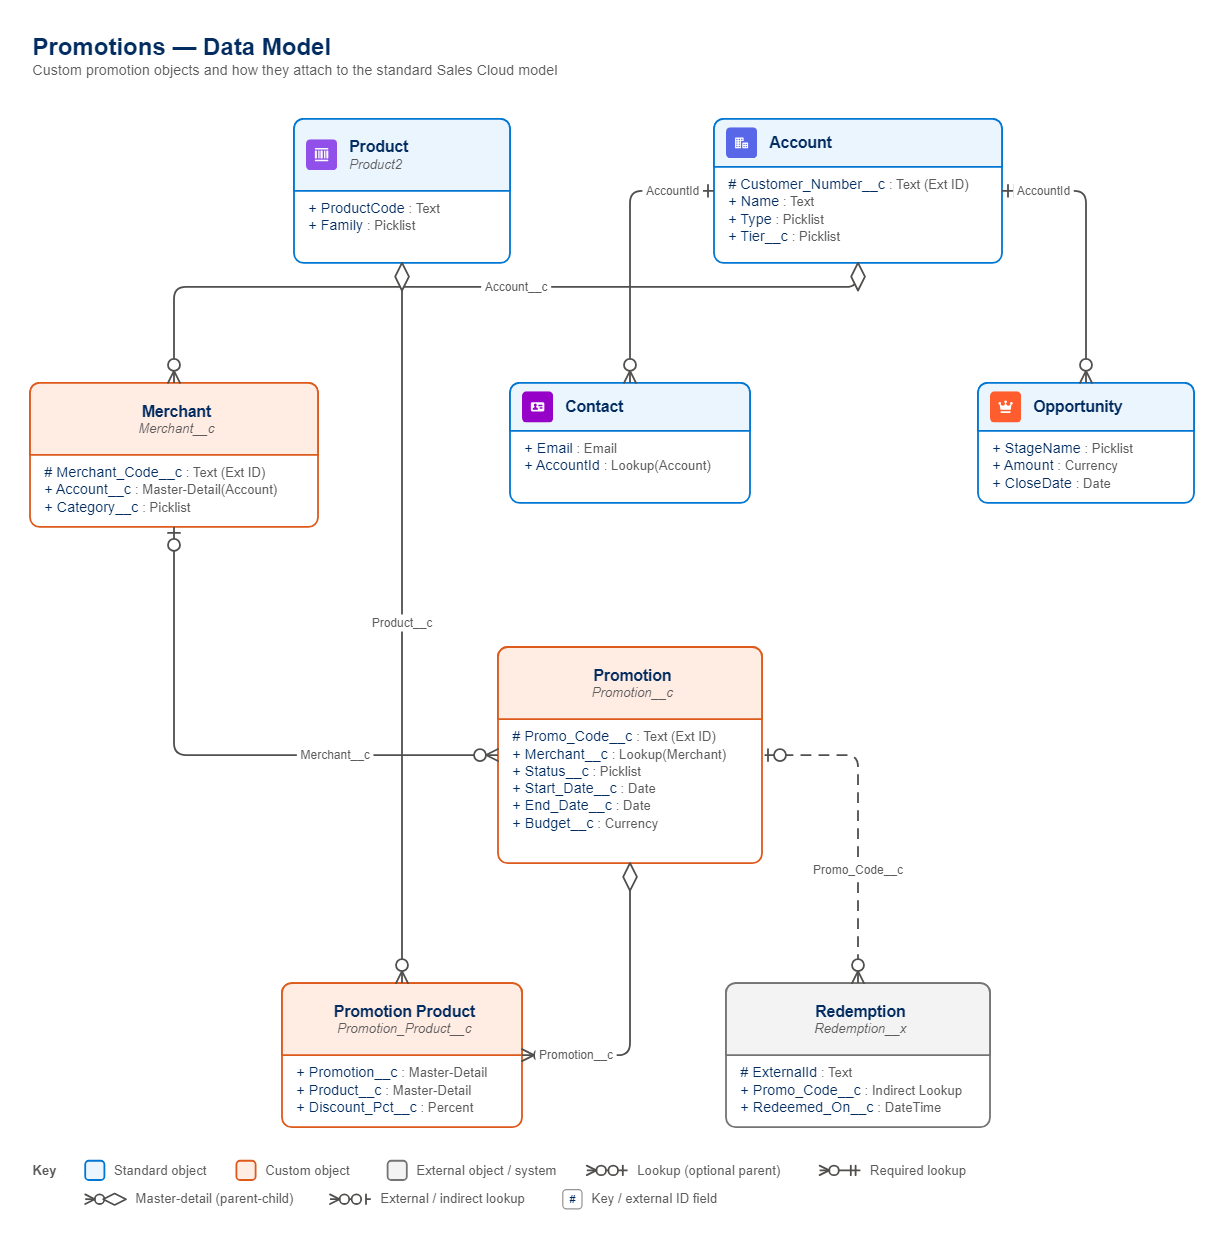 Promotions — Data Model
Custom promotion objects and how they attach to the standard Sales Cloud model
Product
Product2
+ ProductCode : Text
+ Family : Picklist
Account
# Customer_Number__c : Text (Ext ID)
+ Name : Text
+ Type : Picklist
+ Tier__c : Picklist
AccountId
AccountId
Account__c
Merchant
Merchant__c
# Merchant_Code__c : Text (Ext ID)
+ Account__c : Master-Detail(Account)
+ Category__c : Picklist
Contact
+ Email : Email
+ AccountId : Lookup(Account)
Opportunity
+ StageName : Picklist
+ Amount : Currency
+ CloseDate : Date
Product__c
Promotion
Promotion__c
# Promo_Code__c : Text (Ext ID)
+ Merchant__c : Lookup(Merchant)
+ Status__c : Picklist
+ Start_Date__c : Date
+ End_Date__c : Date
+ Budget__c : Currency
Merchant__c
Promo_Code__c
Promotion Product
Promotion_Product__c
+ Promotion__c : Master-Detail
+ Product__c : Master-Detail
+ Discount_Pct__c : Percent
Promotion__c
Redemption
Redemption__x
# ExternalId : Text
+ Promo_Code__c : Indirect Lookup
+ Redeemed_On__c : DateTime
Key
Standard object
Custom object
External object / system
Lookup (optional parent)
Required lookup
Master-detail (parent-child)
External / indirect lookup
# Key / external ID field